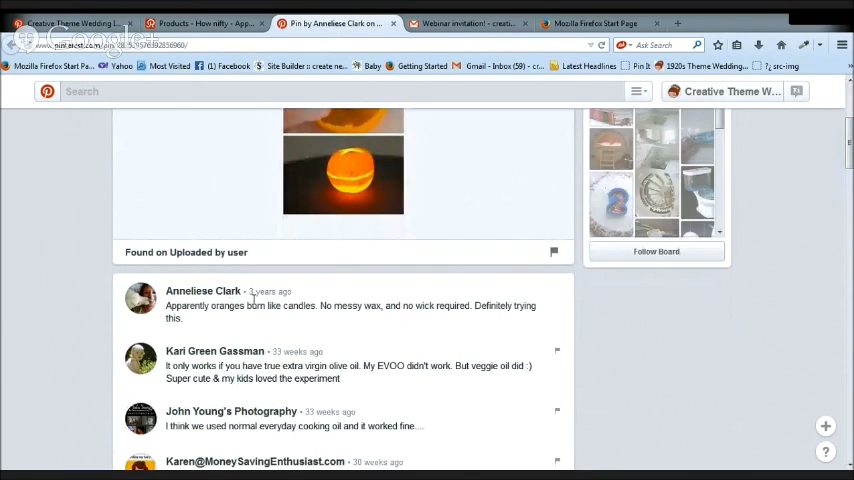 Creative Theme Wedding I...
Products - How nifty - App...
Pin by Anneliese Clark on ...
Webinar invitation! - creati...
Mozilla Firefox Start Page
Google+
Ask Search
Mozilla Firefox Start Pa...
Yahoo
Most Visited
(1) Facebook
Site Builder :: create ne...
Baby
Getting Started
Gmail - Inbox (59) - cr...
Latest Headlines
Pin It
1920s Theme Wedding...
?¿ src-img
Search
Creative Theme W...
Found on Uploaded by user
Follow Board
Anneliese Clark • 3 years ago
Apparently oranges burn like candles. No messy wax, and no wick required. Definitely trying
this.
Kari Green Gassman • 33 weeks ago
It only works if you have true extra virgin olive oil. My EVOO didn't work. But veggie oil did :)
Super cute & my kids loved the experiment
John Young's Photography • 33 weeks ago
I think we used normal everyday cooking oil and it worked fine....
Karen@MoneySavingEnthusiast.com • 30 weeks ago
?